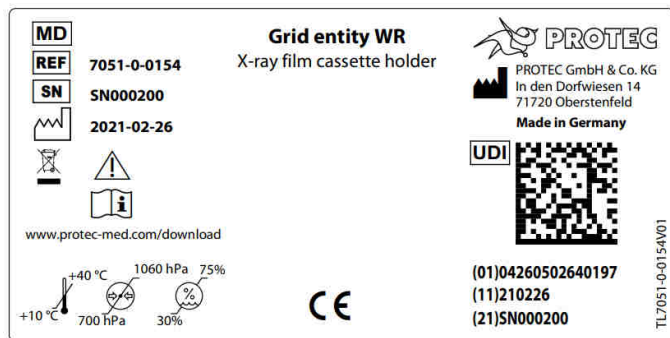 MD
REF 7051-0-0154
SN SN000200
2021-02-26
www.protec-med.com/download
+10 °C
+40 °C
700 hPa
1060 hPa
30%
75%
%
Grid entity WR
X-ray film cassette holder
CE
PROTEC
PROTEC GmbH & Co. KG
In den Dorfwiesen 14
71720 Oberstenfeld
Made in Germany
UDI
(01)04260502640197
(11)210226
(21)SN000200
TL7051-0-0154V01